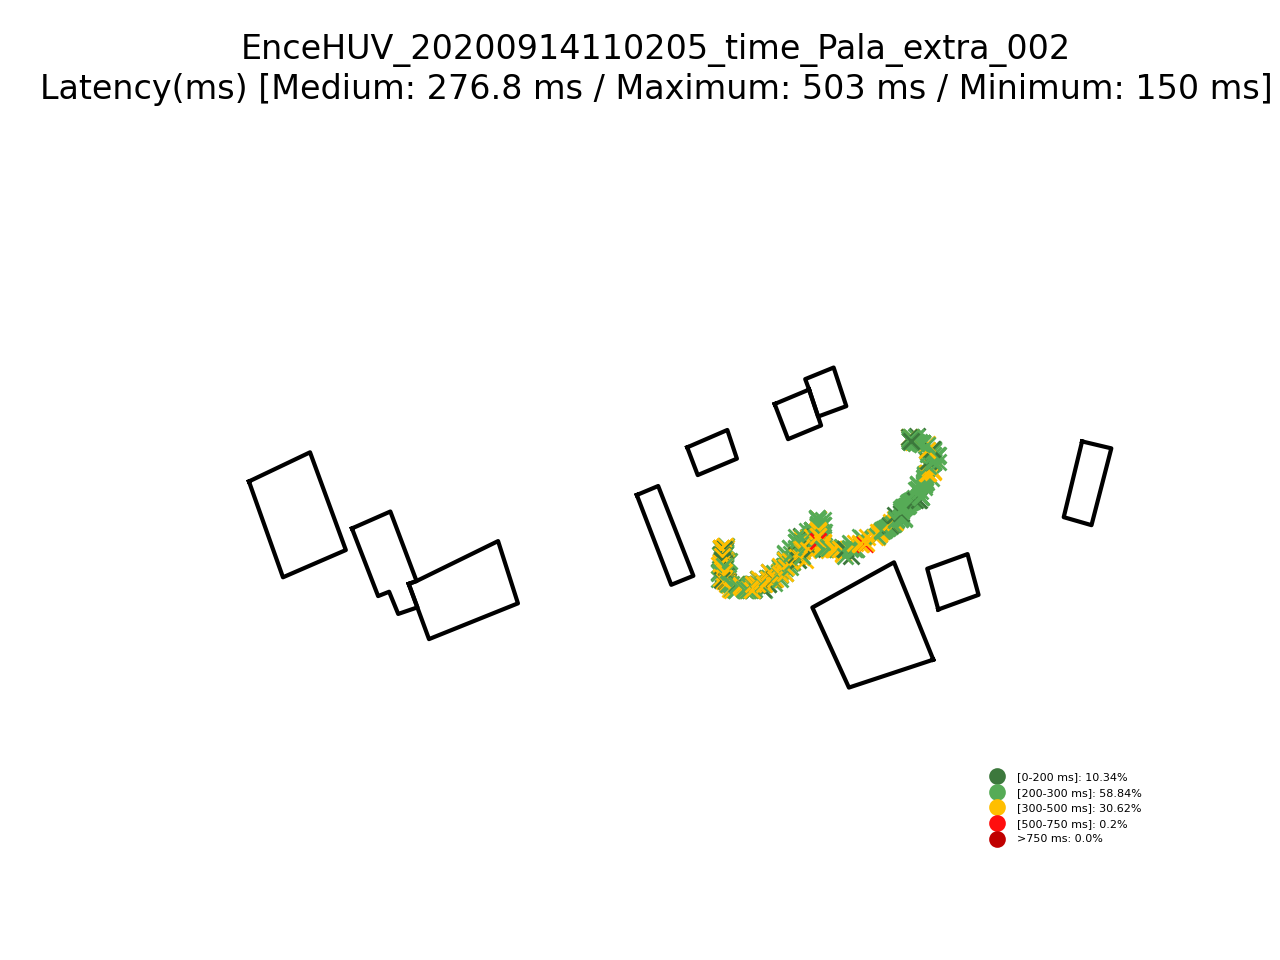 EnceHUV_20200914110205_time_Pala_extra_002
Latency(ms) [Medium: 276.8 ms / Maximum: 503 ms / Minimum: 150 ms]
[0-200 ms]: 10.34%
[200-300 ms]: 58.84%
[300-500 ms]: 30.62%
[500-750 ms]: 0.2%
>750 ms: 0.0%